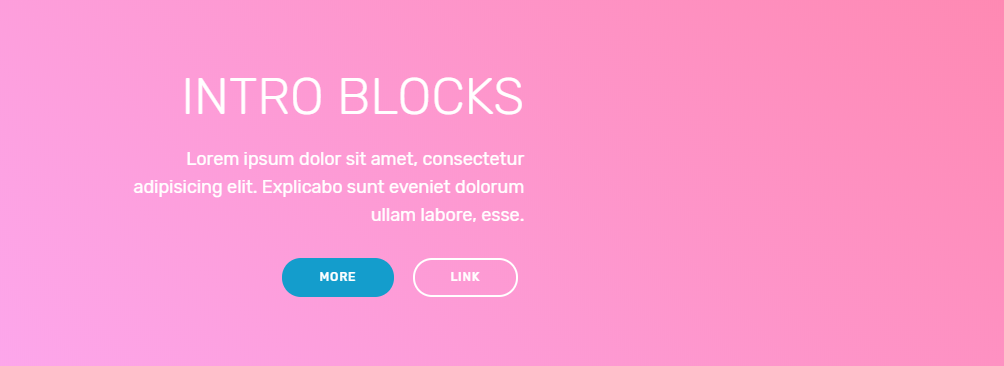 INTRO BLOCKS
Lorem ipsum dolor sit amet, consectetur
adipisicing elit. Explicabo sunt eveniet dolorum
ullam labore, esse.
MORE
LINK